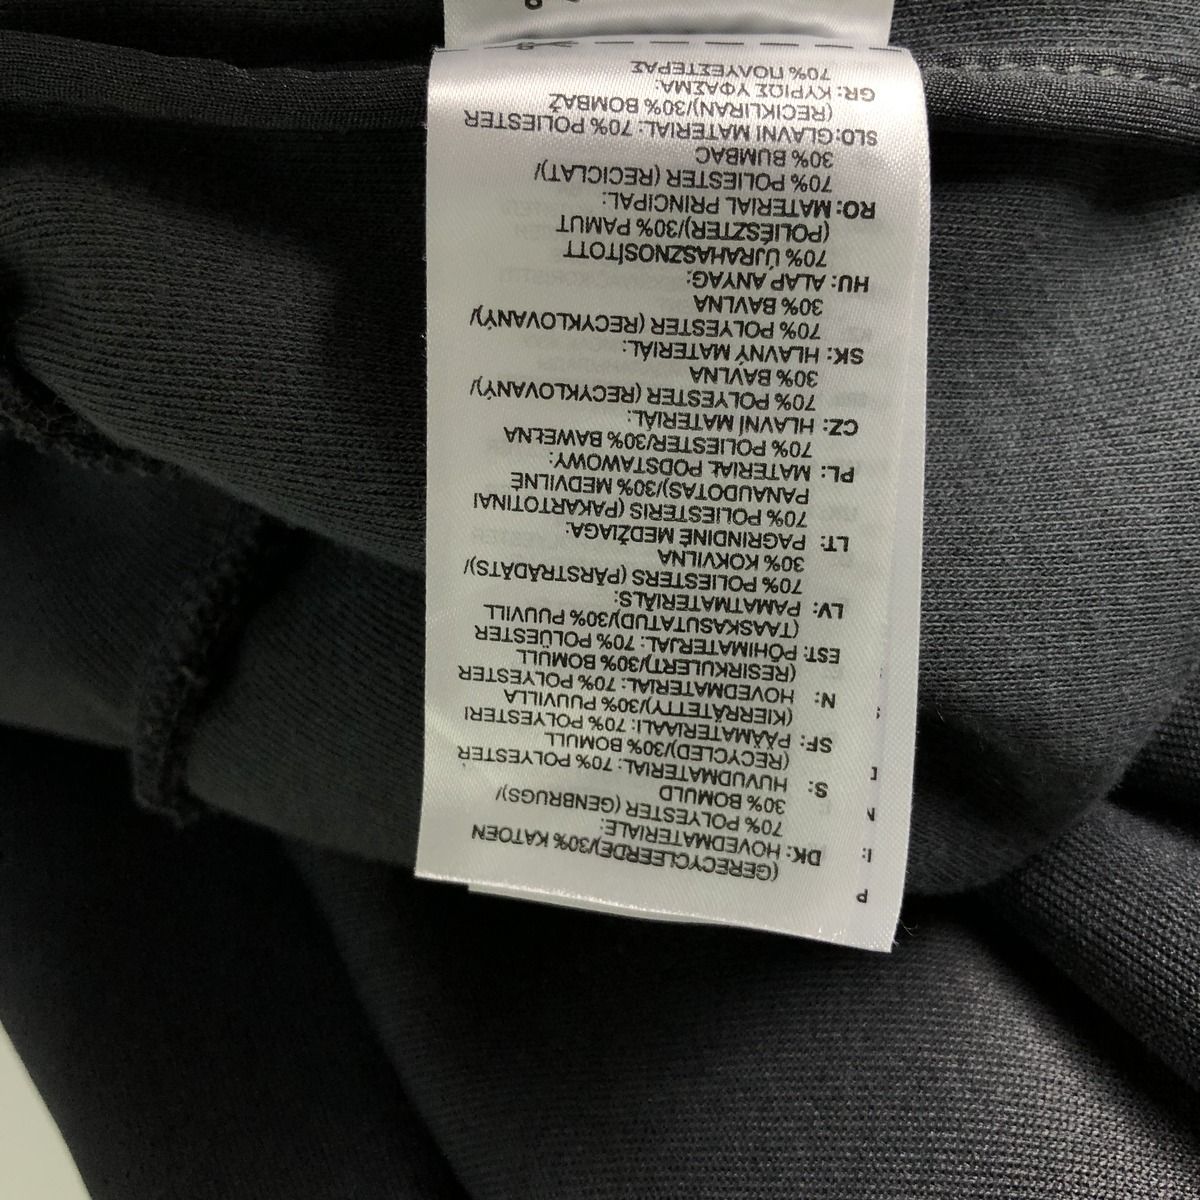 (GERECYCLEERDE)/30% KATOEN
DK: HOVEDMATERIALE:
70% POLYESTER (GENBRUGS)/
30% BOMULD
S: HUVUDMATERIAL: 70% POLYESTER
(RECYCLED)/30% BOMULL
SF: PÄÄMATERIAALI: 70% POLYESTERI
(KIERRÄTETTY)/30% PUUVILLA
N: HOVEDMATERIAL: 70% POLYESTER
(RESIRKULERT)/30% BOMULL
EST: PÕHIMATERJAL: 70% POLÜESTER
(TAASKASUTATUD)/30% PUUVILL
LV: PAMATMATERIĀLS:
70% POLIESTERS (PĀRSTRĀDĀTS)/
30% KOKVILNA
LT: PAGRINDINĖ MEDŽIAGA:
70% POLIESTERIS (PAKARTOTINAI
PANAUDOTAS)/30% MEDVILNĖ
PL: MATERIAŁ PODSTAWOWY:
70% POLIESTER/30% BAWEŁNA
CZ: HLAVNÍ MATERIÁL:
70% POLYESTER (RECYKLOVANÝ)/
30% BAVLNA
SK: HLAVNÝ MATERIÁL:
70% POLYESTER (RECYKLOVANÝ)/
30% BAVLNA
HU: ALAP ANYAG:
70% ÚJRAHASZNOSÍTOTT
(POLIÉSZTER)/30% PAMUT
RO: MATERIAL PRINCIPAL:
70% POLIESTER (RECICLAT)/
30% BUMBAC
SLO:GLAVNI MATERIAL: 70% POLIESTER
(RECIKLIRAN)/30% BOMBAŽ
GR: ΚΥΡΙΩΣ ΥΦΑΣΜΑ:
70% ΠΟΛΥΕΣΤΕΡΑΣ